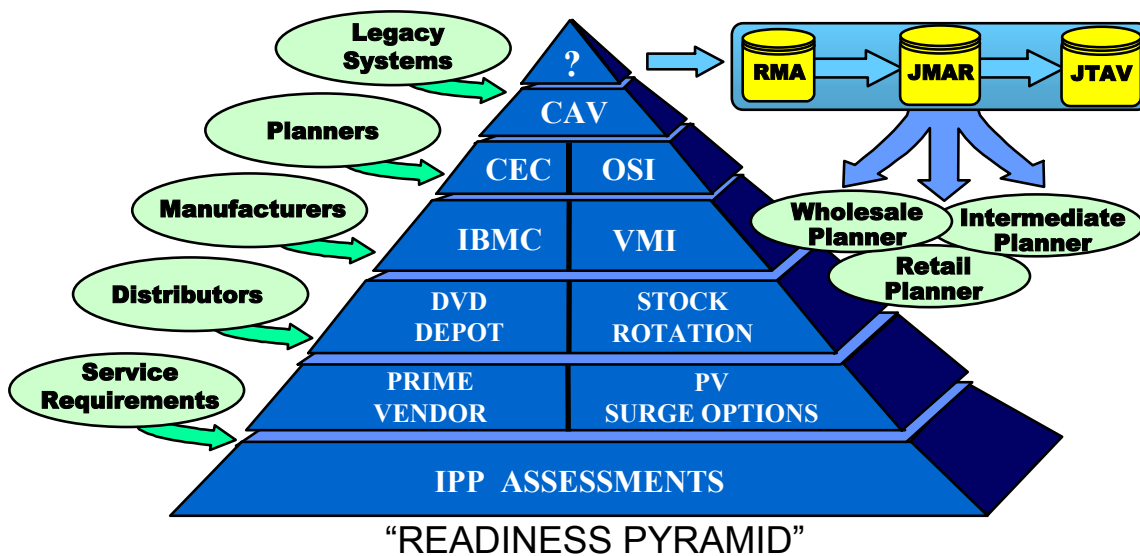 Legacy
Systems
Planners
Manufacturers
Distributors
Service
Requirements
?
CAV
CEC OSI
IBMC VMI
DVD
DEPOT
STOCK
ROTATION
PRIME
VENDOR
PV
SURGE OPTIONS
IPP ASSESSMENTS
RMA JMAR JTAV
Wholesale
Planner
Intermediate
Planner
Retail
Planner
“READINESS PYRAMID”